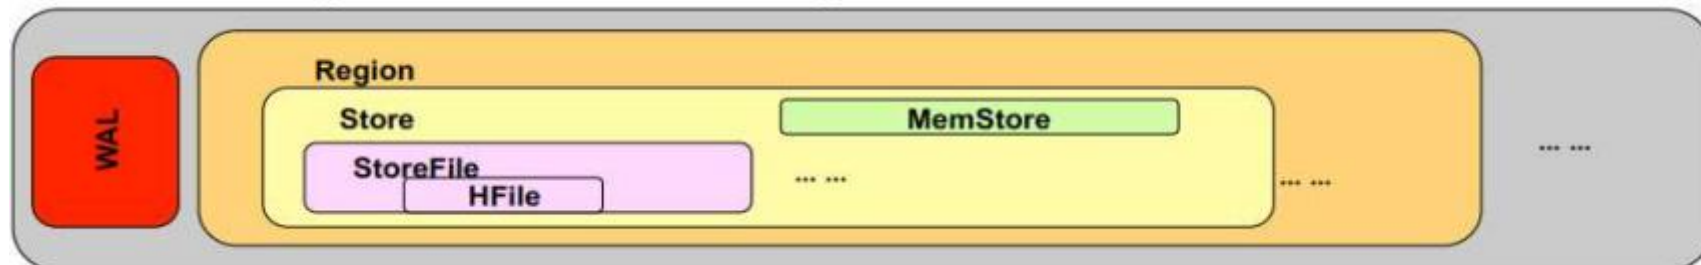 WAL
Region
Store
MemStore
StoreFile
HFile
... ...
... ...
... ...